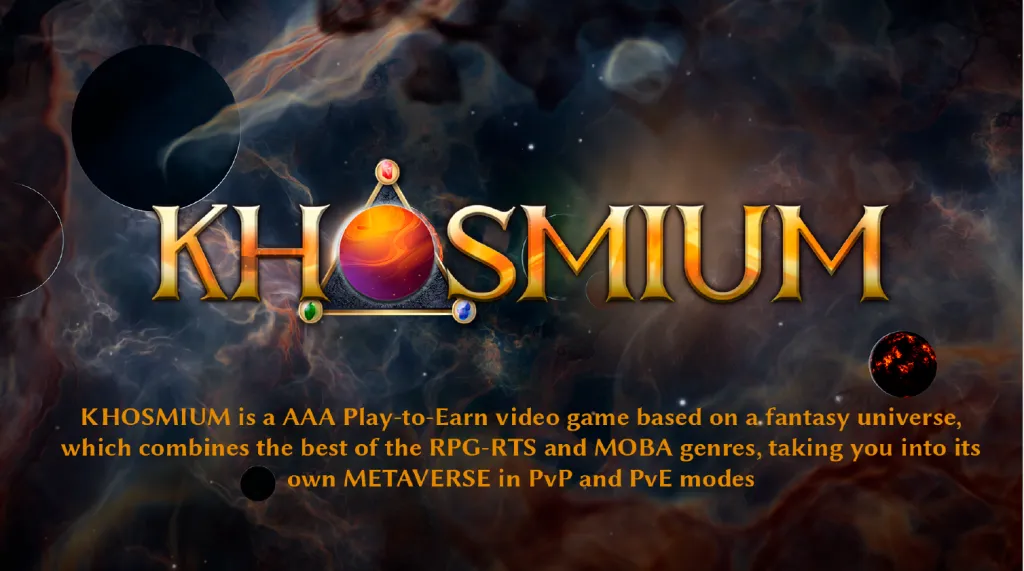 KHOSMIUM
KHOSMIUM is a AAA Play-to-Earn video game based on a fantasy universe,
which combines the best of the RPG-RTS and MOBA genres, taking you into its
own METAVERSE in PvP and PvE modes